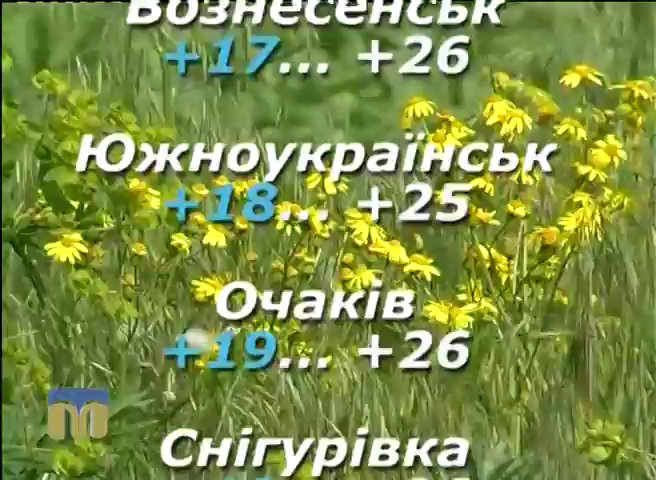 Вознесенськ
+17... +26
Южноукраїнськ
+18... +25
Очаків
+19... +26
Снігурівка